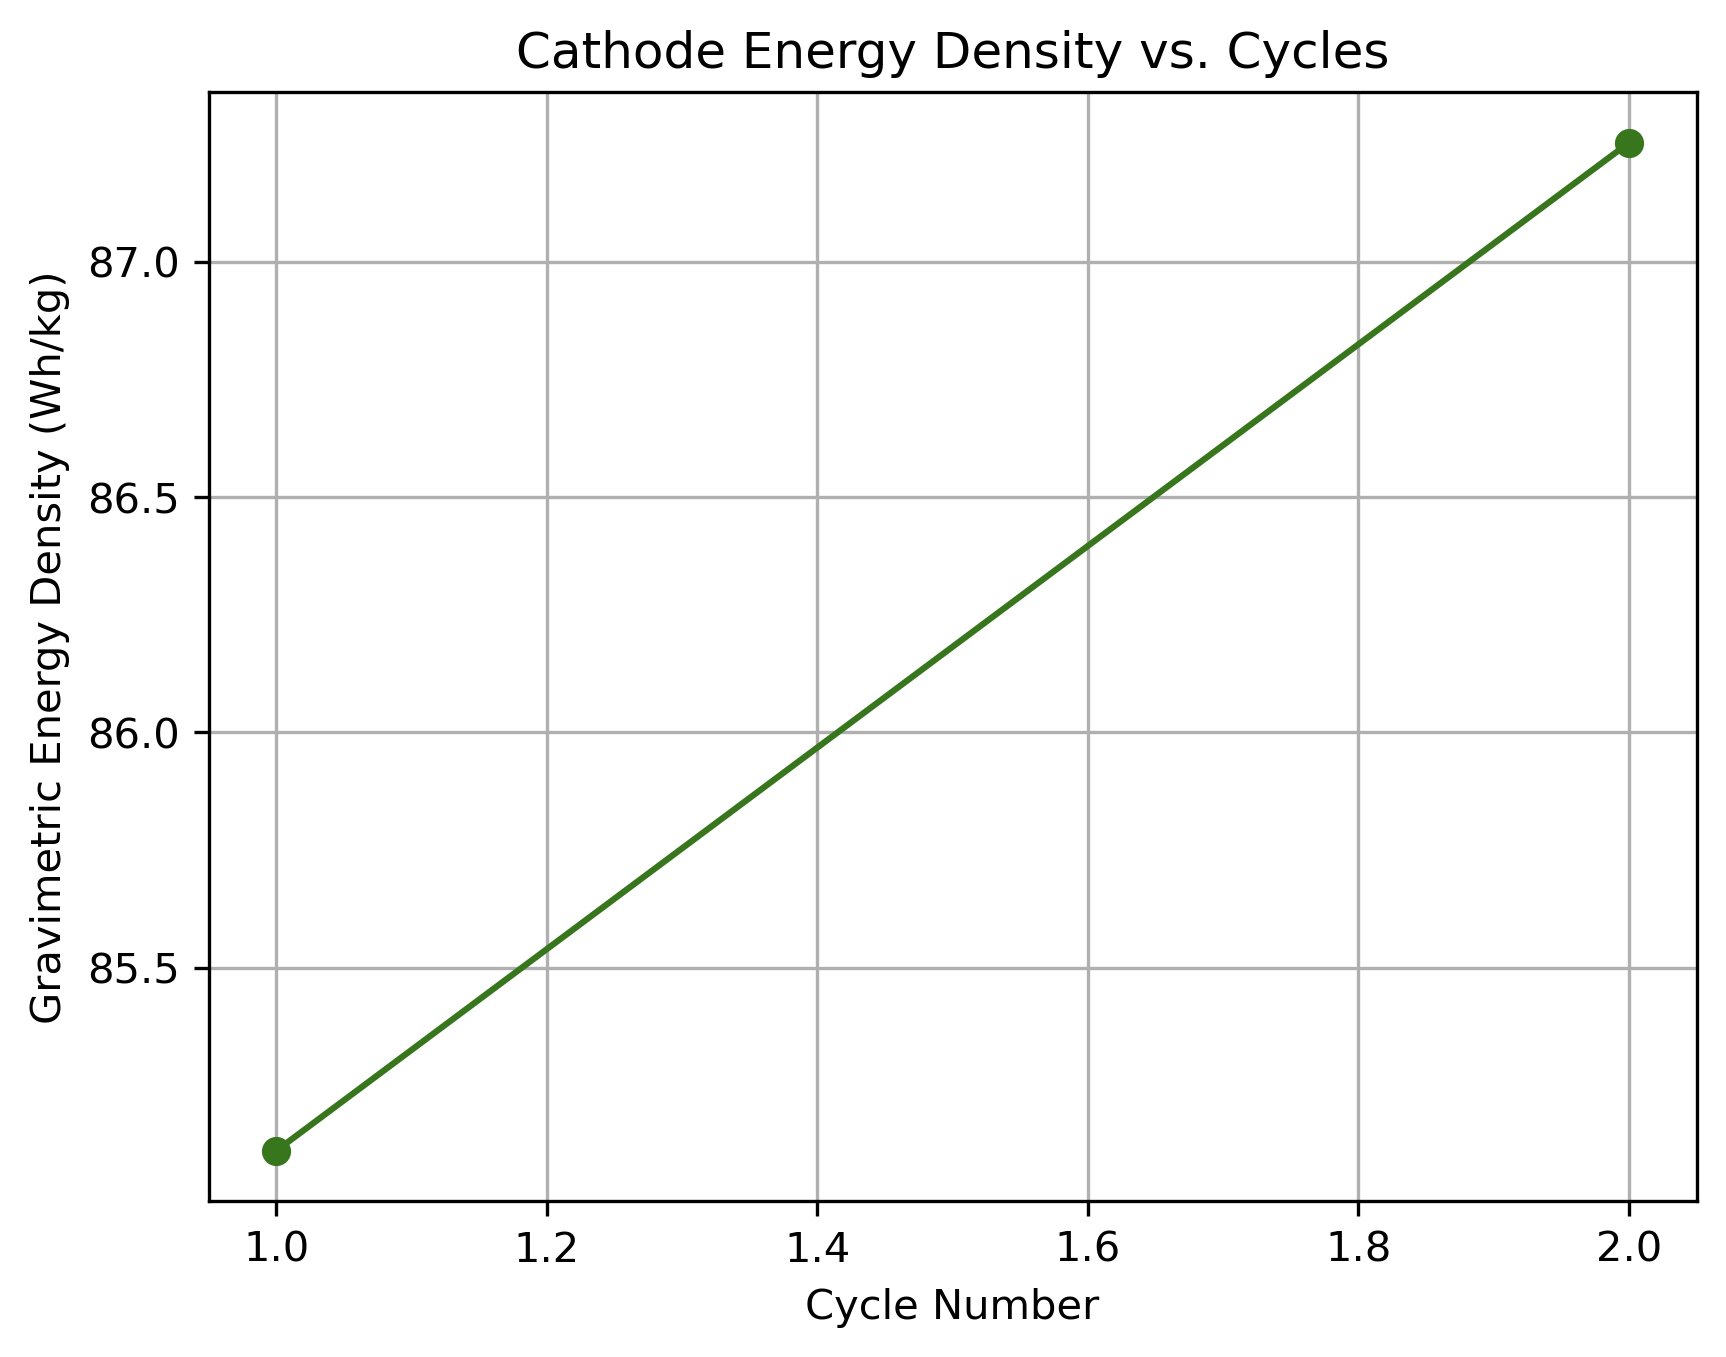 Cathode Energy Density vs. Cycles
Gravimetric Energy Density (Wh/kg)
87.0
86.5
86.0
85.5
1.0 1.2 1.4 1.6 1.8 2.0
Cycle Number